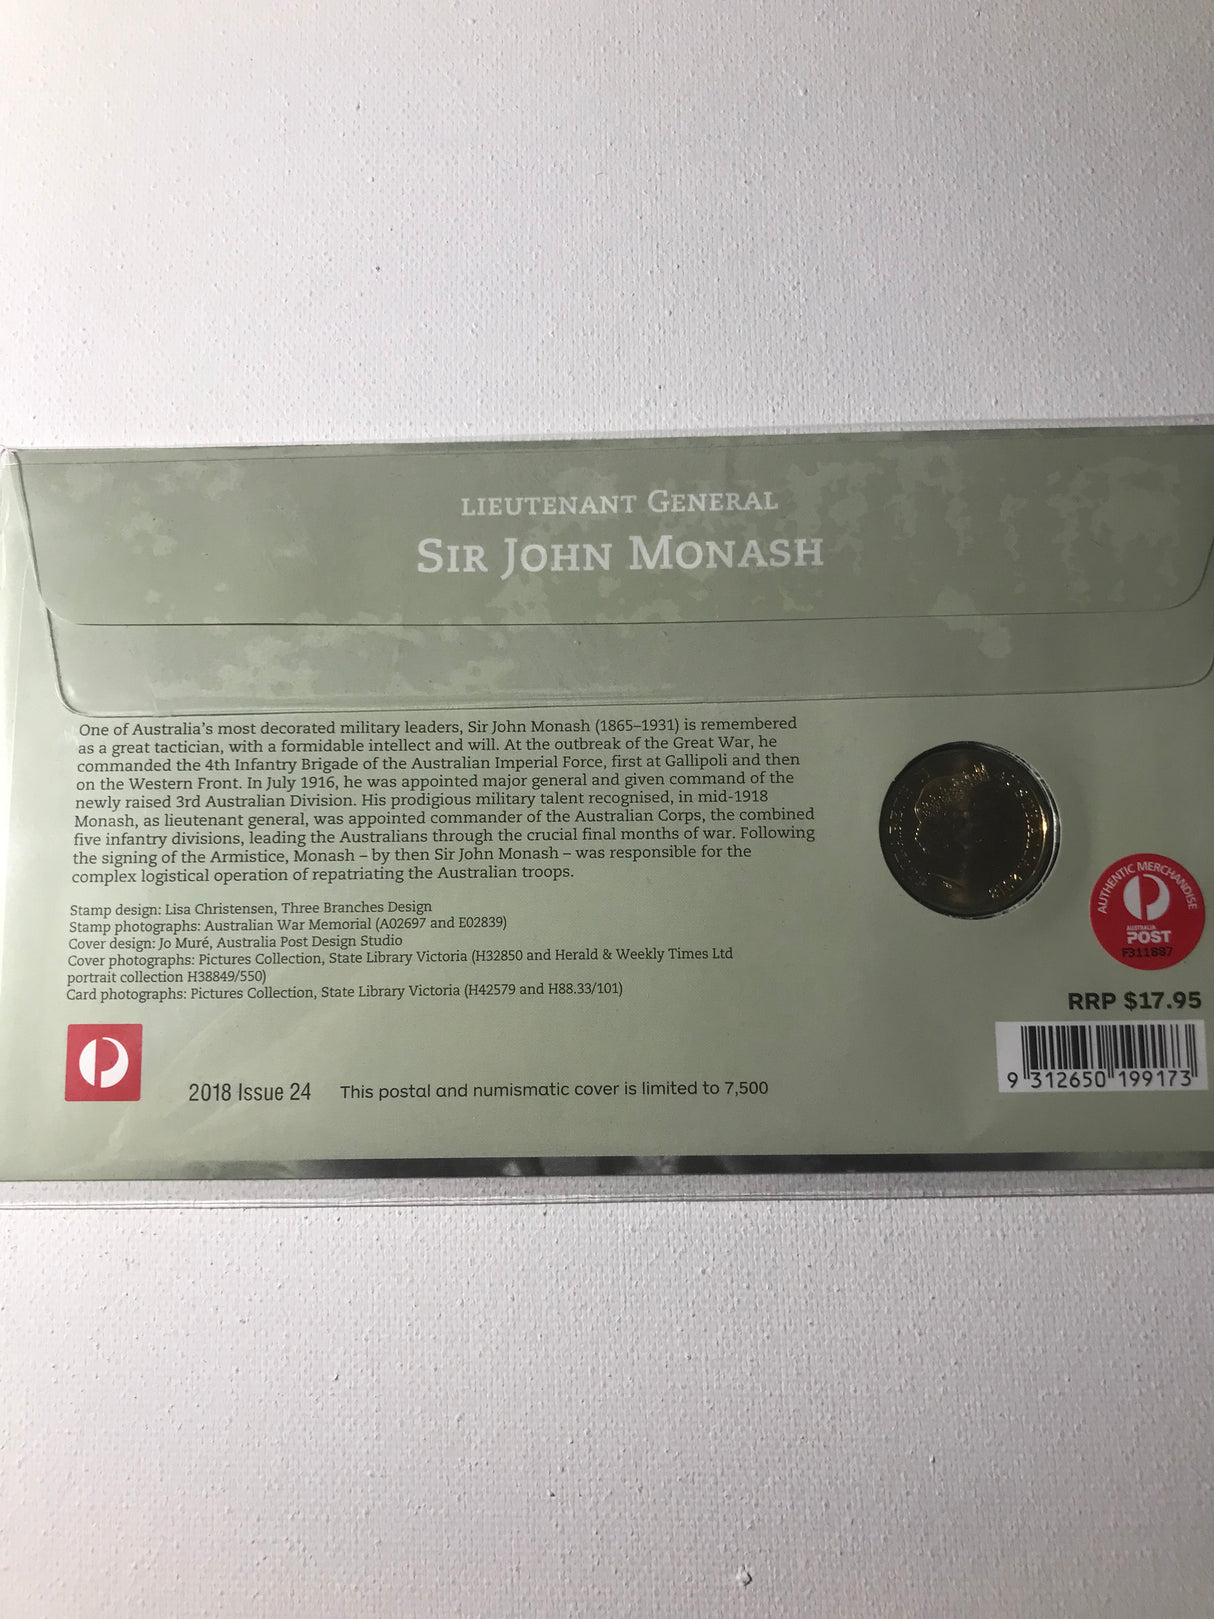 LIEUTENANT GENERAL
SIR JOHN MONASH
One of Australia's most decorated military leaders, Sir John Monash (1865–1931) is remembered
as a great tactician, with a formidable intellect and will. At the outbreak of the Great War, he
commanded the 4th Infantry Brigade of the Australian Imperial Force, first at Gallipoli and then
on the Western Front. In July 1916, he was appointed major general and given command of the
newly raised 3rd Australian Division. His prodigious military talent recognised, in mid-1918
Monash, as lieutenant general, was appointed commander of the Australian Corps, the combined
five infantry divisions, leading the Australians through the crucial final months of war. Following
the signing of the Armistice, Monash – by then Sir John Monash – was responsible for the
complex logistical operation of repatriating the Australian troops.
Stamp design: Lisa Christensen, Three Branches Design
Stamp photographs: Australian War Memorial (A02697 and E02839)
Cover design: Jo Muré, Australia Post Design Studio
Cover photographs: Pictures Collection, State Library Victoria (H32850 and Herald & Weekly Times Ltd
portrait collection H38849/550)
Card photographs: Pictures Collection, State Library Victoria (H42579 and H88.33/101)
2018 Issue 24
This postal and numismatic cover is limited to 7,500
AUTHENTIC MERCHANDISE
AUSTRALIA
POST
F311887
RRP $17.95
9 312650 199173